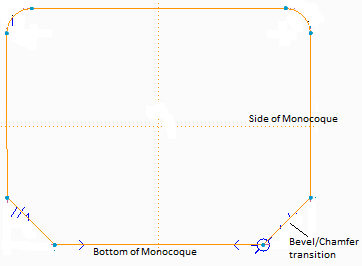 Side of Monocoque
Bottom of Monocoque
Bevel/Chamfer
transition